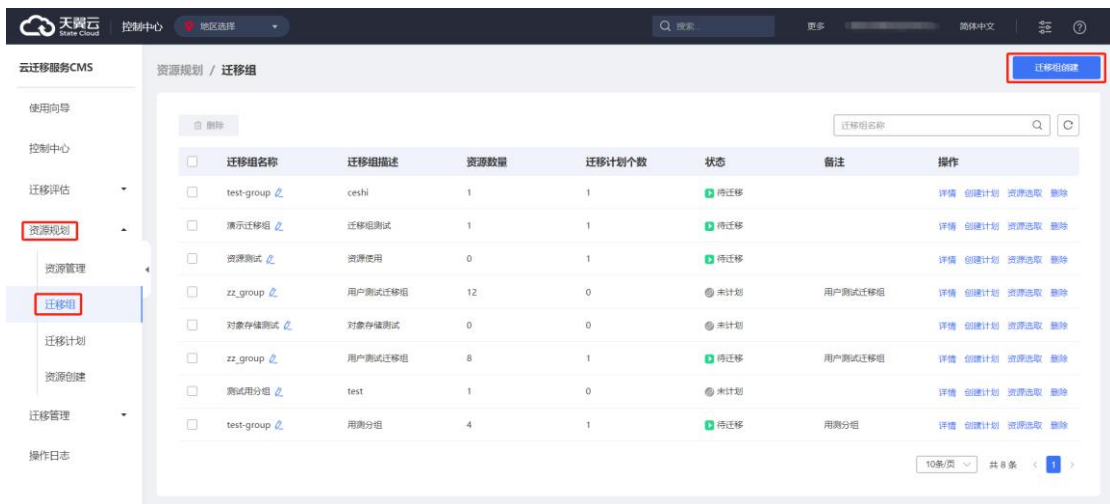 天翼云 State Cloud 控制中心 地区选择 搜索... 更多 简体中文
云迁移服务CMS
使用向导
控制中心
迁移评估
资源规划
资源管理
迁移组
迁移计划
资源创建
迁移管理
操作日志
资源规划 / 迁移组 迁移组创建
删除 迁移组名称
迁移组名称 迁移组描述 资源数量 迁移计划个数 状态 备注 操作
test-group ceshi 1 1 待迁移 详情 创建计划 资源选取 删除
演示迁移组 迁移组测试 1 1 待迁移 详情 创建计划 资源选取 删除
资源测试 资源使用 0 1 待迁移 详情 创建计划 资源选取 删除
zz_group 用户测试迁移组 12 0 未计划 用户测试迁移组 详情 创建计划 资源选取 删除
对象存储测试 对象存储测试 0 0 未计划 详情 创建计划 资源选取 删除
zz_group 用户测试迁移组 8 1 待迁移 用户测试迁移组 详情 创建计划 资源选取 删除
测试用分组 test 1 0 未计划 详情 创建计划 资源选取 删除
test-group 用测分组 4 1 待迁移 用测分组 详情 创建计划 资源选取 删除
10条/页 共 8 条 1